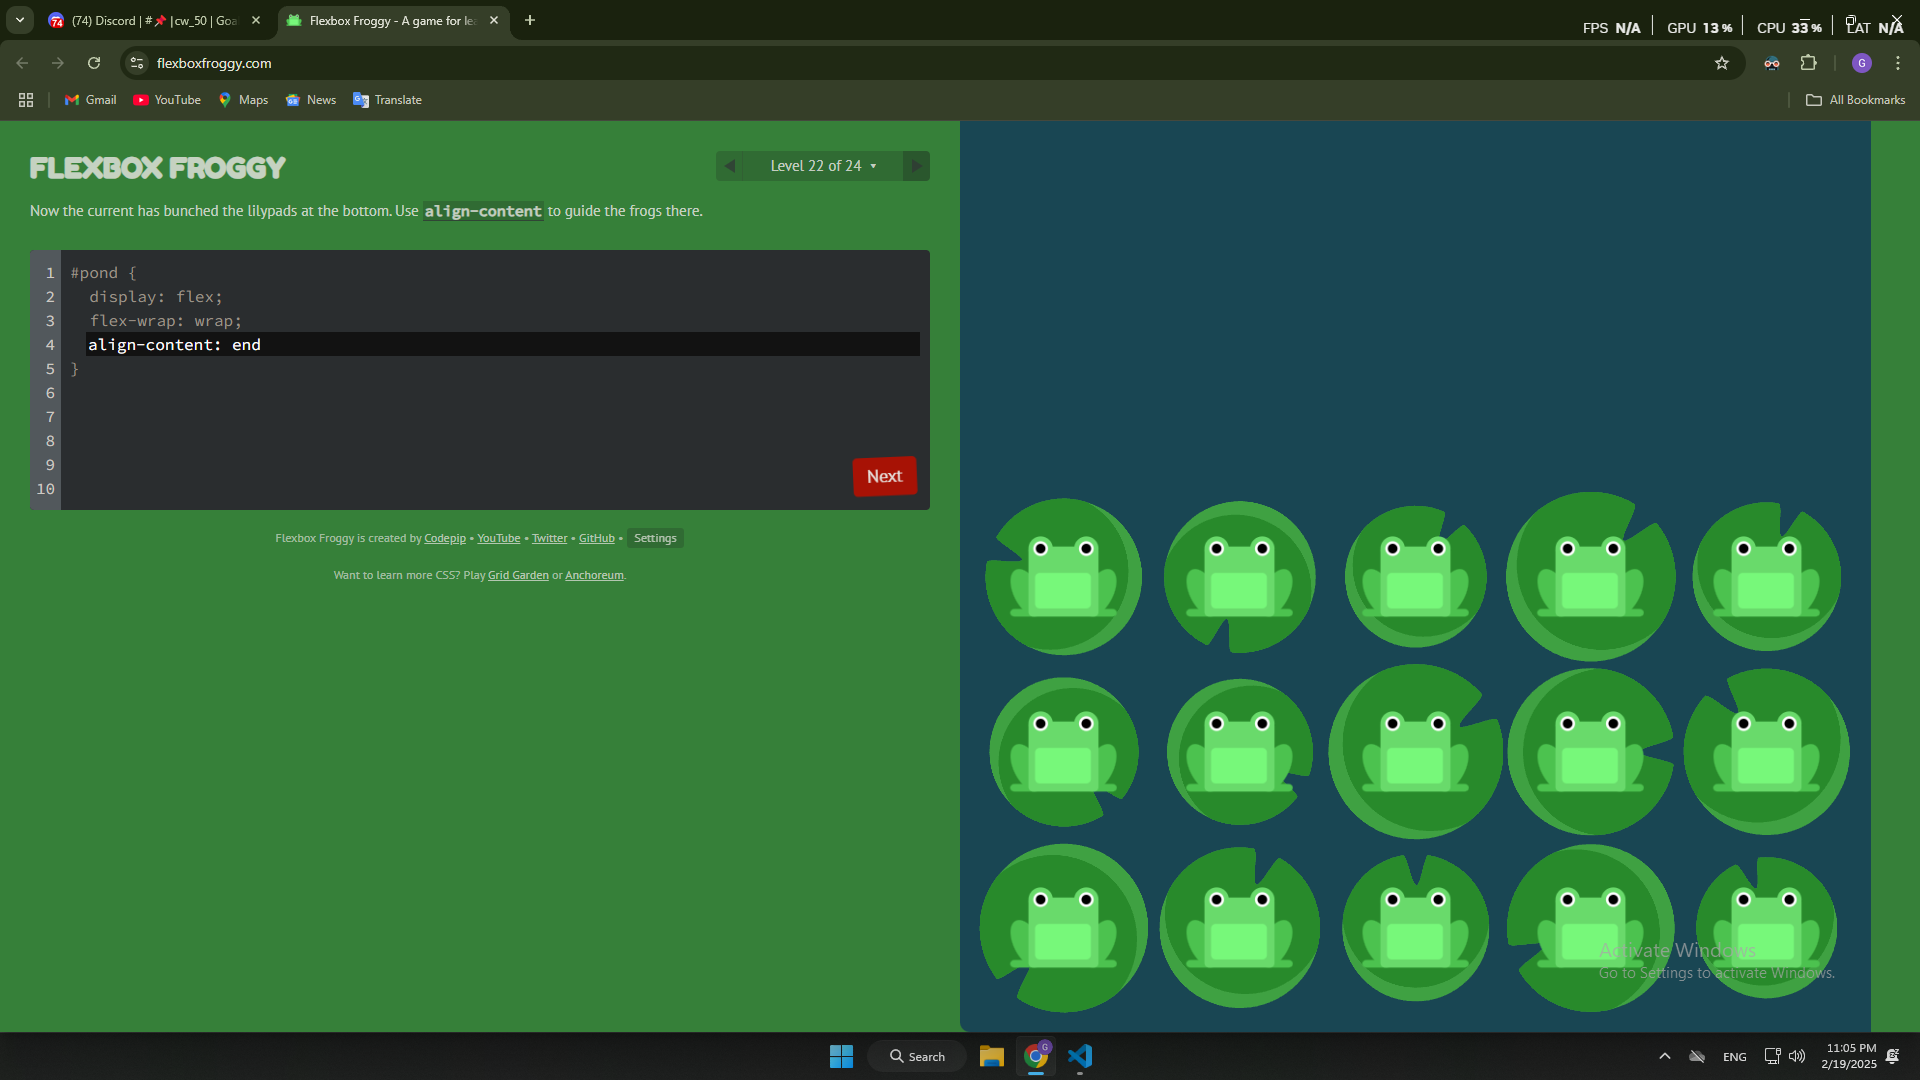 (74) Discord | #📌 |cw_50 | Goa
Flexbox Froggy - A game for lea
FPS N/A GPU 13 % CPU 33 % LAT N/A
flexboxfroggy.com
G
Gmail YouTube Maps News Translate All Bookmarks
FLEXBOX FROGGY
Level 22 of 24
Now the current has bunched the lilypads at the bottom. Use align-content to guide the frogs there.
1 #pond {
2 display: flex;
3 flex-wrap: wrap;
4 align-content: end
5 }
6
7
8
9
10
Next
Flexbox Froggy is created by Codepip • YouTube • Twitter • GitHub • Settings
Want to learn more CSS? Play Grid Garden or Anchoreum.
Activate Windows
Go to Settings to activate Windows.
Search
G
ENG
11:05 PM
2/19/2025